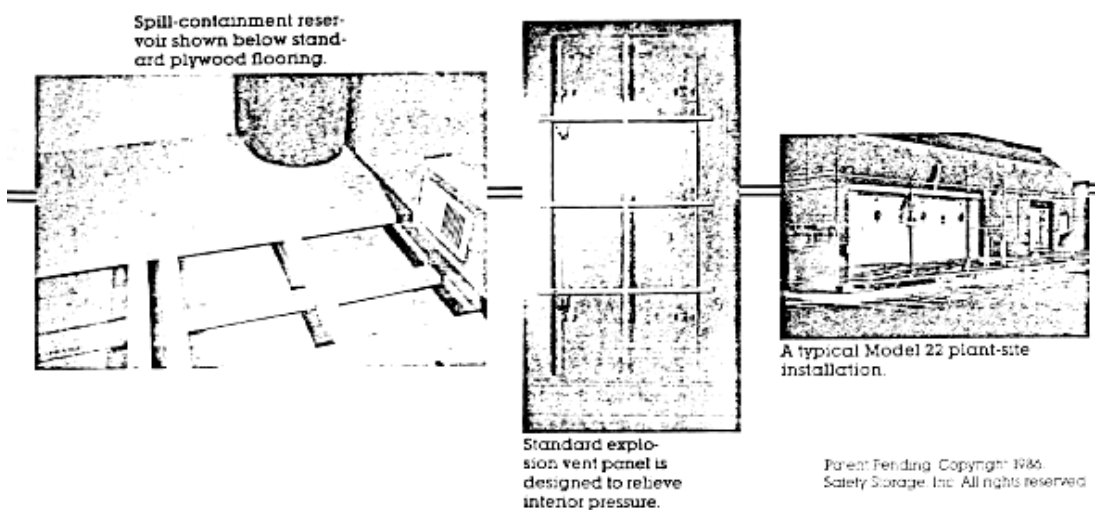 Spill-containment reser-
voir shown below stand-
ard plywood flooring.
A typical Model 22 plant-site
installation.
Standard explo-
sion vent panel is
designed to relieve
interior pressure.
Patent Pending. Copyright 1986.
Safety Storage, Inc. All rights reserved